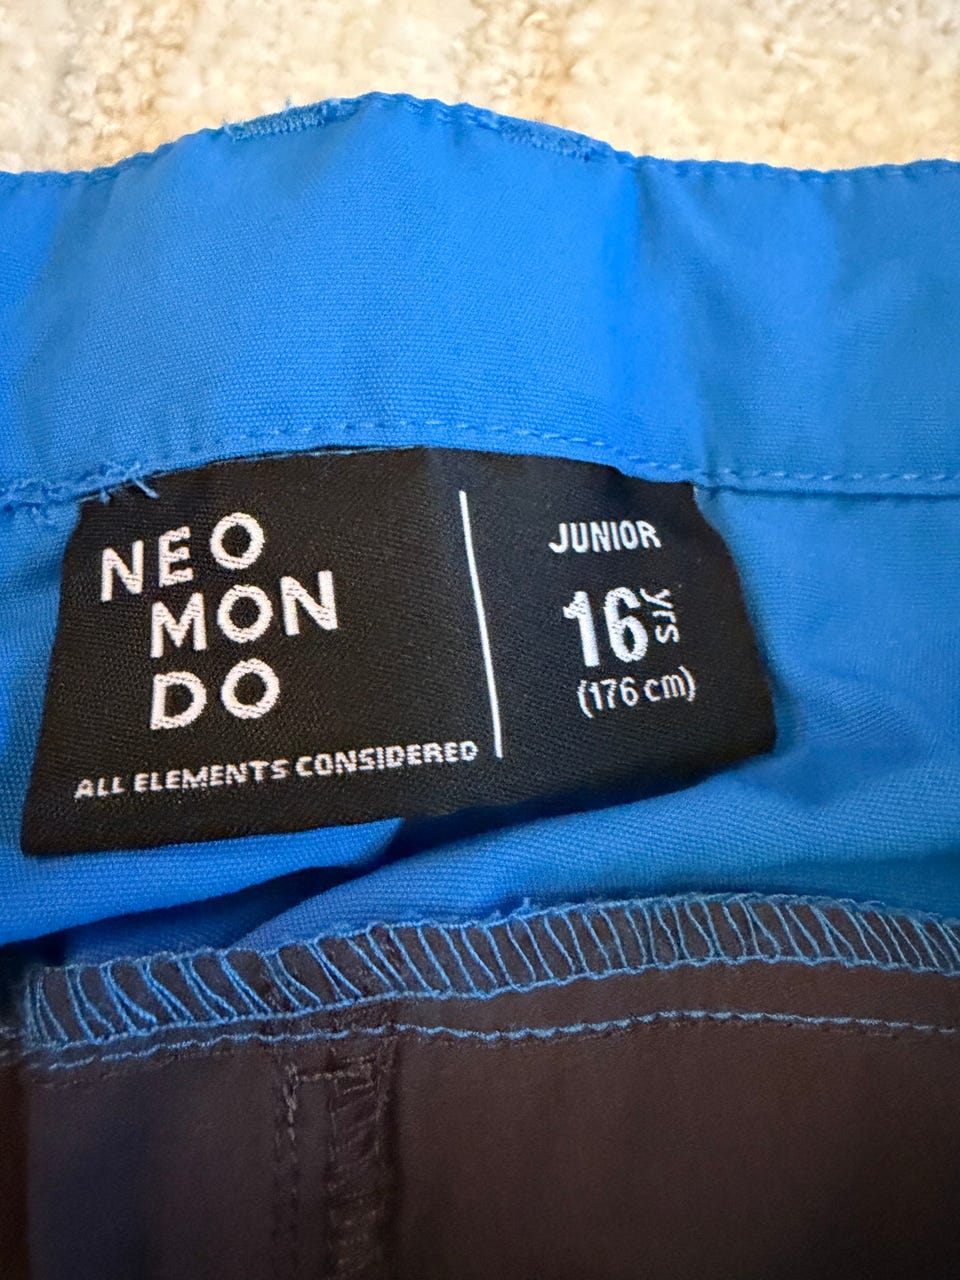 NEO
MON
DO
ALL ELEMENTS CONSIDERED
JUNIOR
16 yrs
(176 cm)